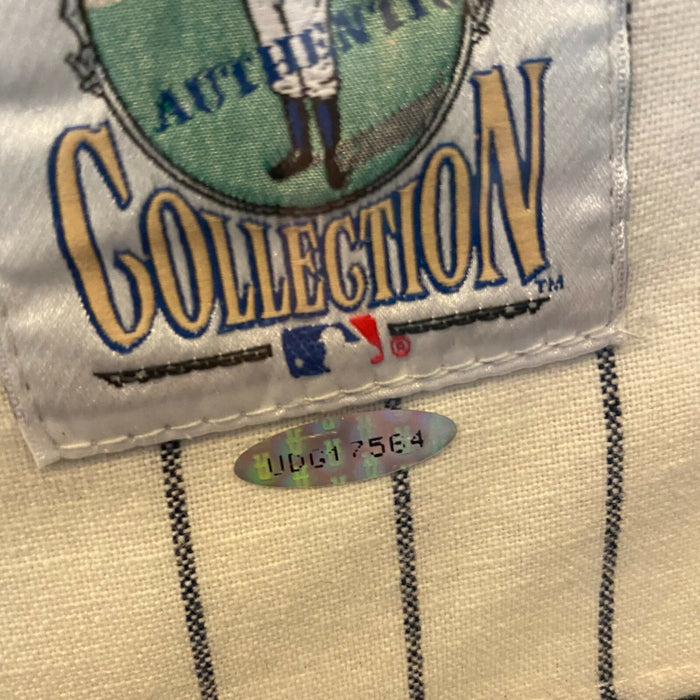 AUTHENTIC
COLLECTION
TM
®
UDG17564